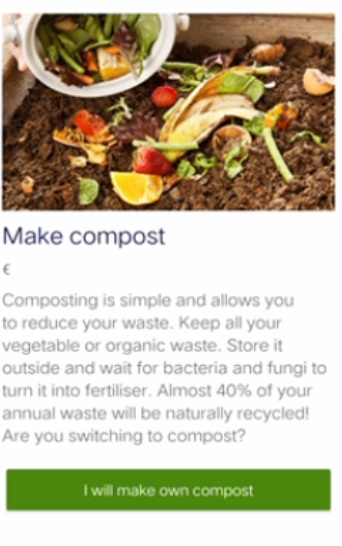 Make compost
€
Composting is simple and allows you
to reduce your waste. Keep all your
vegetable or organic waste. Store it
outside and wait for bacteria and fungi to
turn it into fertiliser. Almost 40% of your
annual waste will be naturally recycled!
Are you switching to compost?
I will make own compost